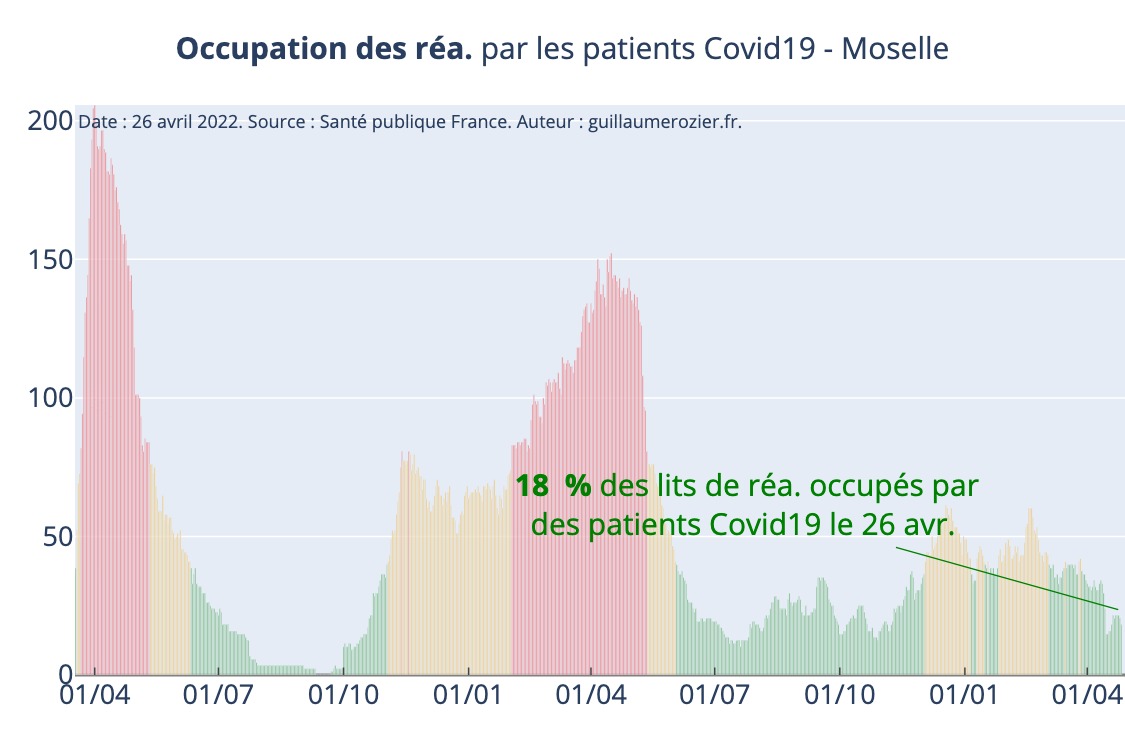 Occupation des réa. par les patients Covid19 - Moselle
200
Date : 26 avril 2022. Source : Santé publique France. Auteur : guillaumerozier.fr.
150
100
18 % des lits de réa. occupés par
des patients Covid19 le 26 avr.
50
0
01/04 01/07 01/10 01/01 01/04 01/07 01/10 01/01 01/04